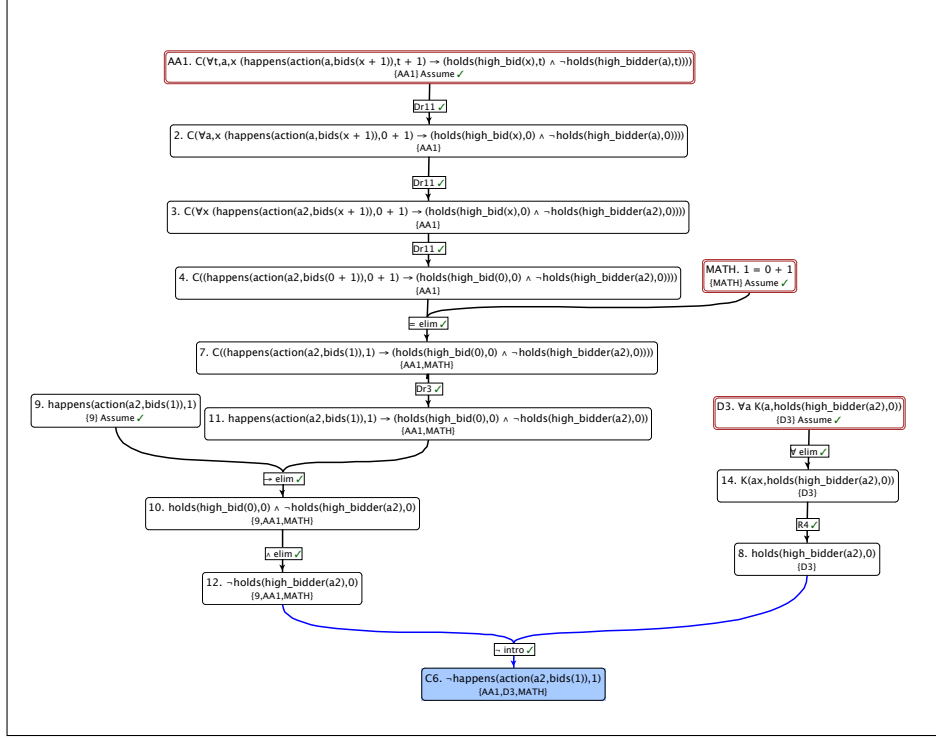 AA1. C(∀t,a,x (happens(action(a,bids(x + 1)),t + 1) → (holds(high_bid(x),t) ∧ ¬holds(high_bidder(a),t))))
{AA1} Assume ✓
Dr11 ✓
2. C(∀a,x (happens(action(a,bids(x + 1)),0 + 1) → (holds(high_bid(x),0) ∧ ¬holds(high_bidder(a),0))))
{AA1}
Dr11 ✓
3. C(∀x (happens(action(a2,bids(x + 1)),0 + 1) → (holds(high_bid(x),0) ∧ ¬holds(high_bidder(a2),0))))
{AA1}
Dr11 ✓
4. C((happens(action(a2,bids(0 + 1)),0 + 1) → (holds(high_bid(0),0) ∧ ¬holds(high_bidder(a2),0))))
{AA1}
MATH. 1 = 0 + 1
{MATH} Assume ✓
= elim ✓
7. C((happens(action(a2,bids(1)),1) → (holds(high_bid(0),0) ∧ ¬holds(high_bidder(a2),0))))
{AA1,MATH}
Dr3 ✓
9. happens(action(a2,bids(1)),1)
{9} Assume ✓
11. happens(action(a2,bids(1)),1) → (holds(high_bid(0),0) ∧ ¬holds(high_bidder(a2),0))
{AA1,MATH}
D3. ∀a K(a,holds(high_bidder(a2),0))
{D3} Assume ✓
→ elim ✓
∀ elim ✓
10. holds(high_bid(0),0) ∧ ¬holds(high_bidder(a2),0)
{9,AA1,MATH}
14. K(ax,holds(high_bidder(a2),0))
{D3}
∧ elim ✓
R4 ✓
12. ¬holds(high_bidder(a2),0)
{9,AA1,MATH}
8. holds(high_bidder(a2),0)
{D3}
¬ intro ✓
C6. ¬happens(action(a2,bids(1)),1)
{AA1,D3,MATH}